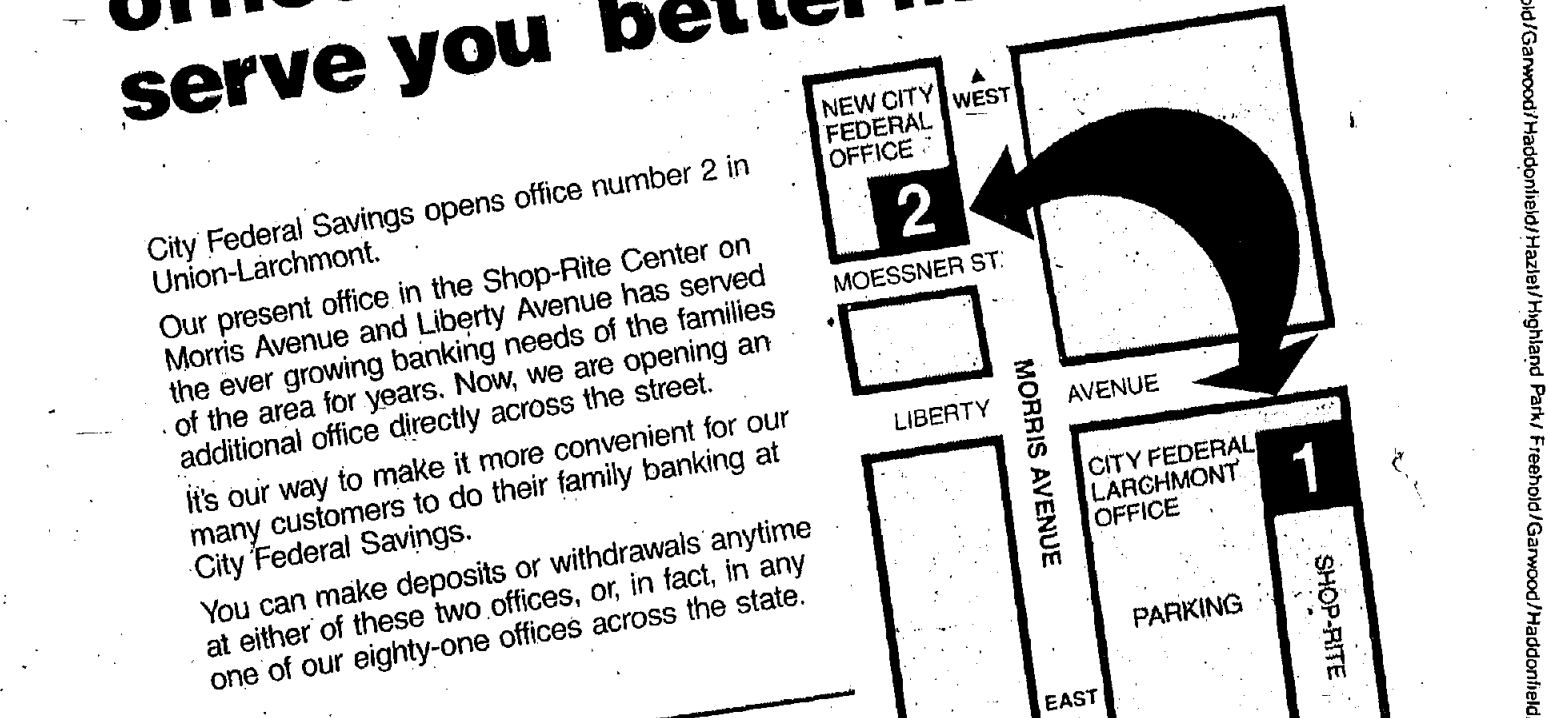 serve you better
City Federal Savings opens office number 2 in
Union-Larchmont.
Our present office in the Shop-Rite Center on
Morris Avenue and Liberty Avenue has served
the ever growing banking needs of the families
of the area for years. Now, we are opening an
additional office directly across the street.
It's our way to make it more convenient for our
many customers to do their family banking at
City Federal Savings.
You can make deposits or withdrawals anytime
at either of these two offices, or, in fact, in any
one of our eighty-one offices across the state.
NEW CITY
FEDERAL
OFFICE
2
WEST
MOESSNER ST.
LIBERTY
AVENUE
MORRIS AVENUE
CITY FEDERAL
LARCHMONT
OFFICE
1
PARKING
SHOP-RITE
EAST
/Garwood/Haddonfield/Hazlet/Highland Park/ Freehold/Garwood/Haddonfield